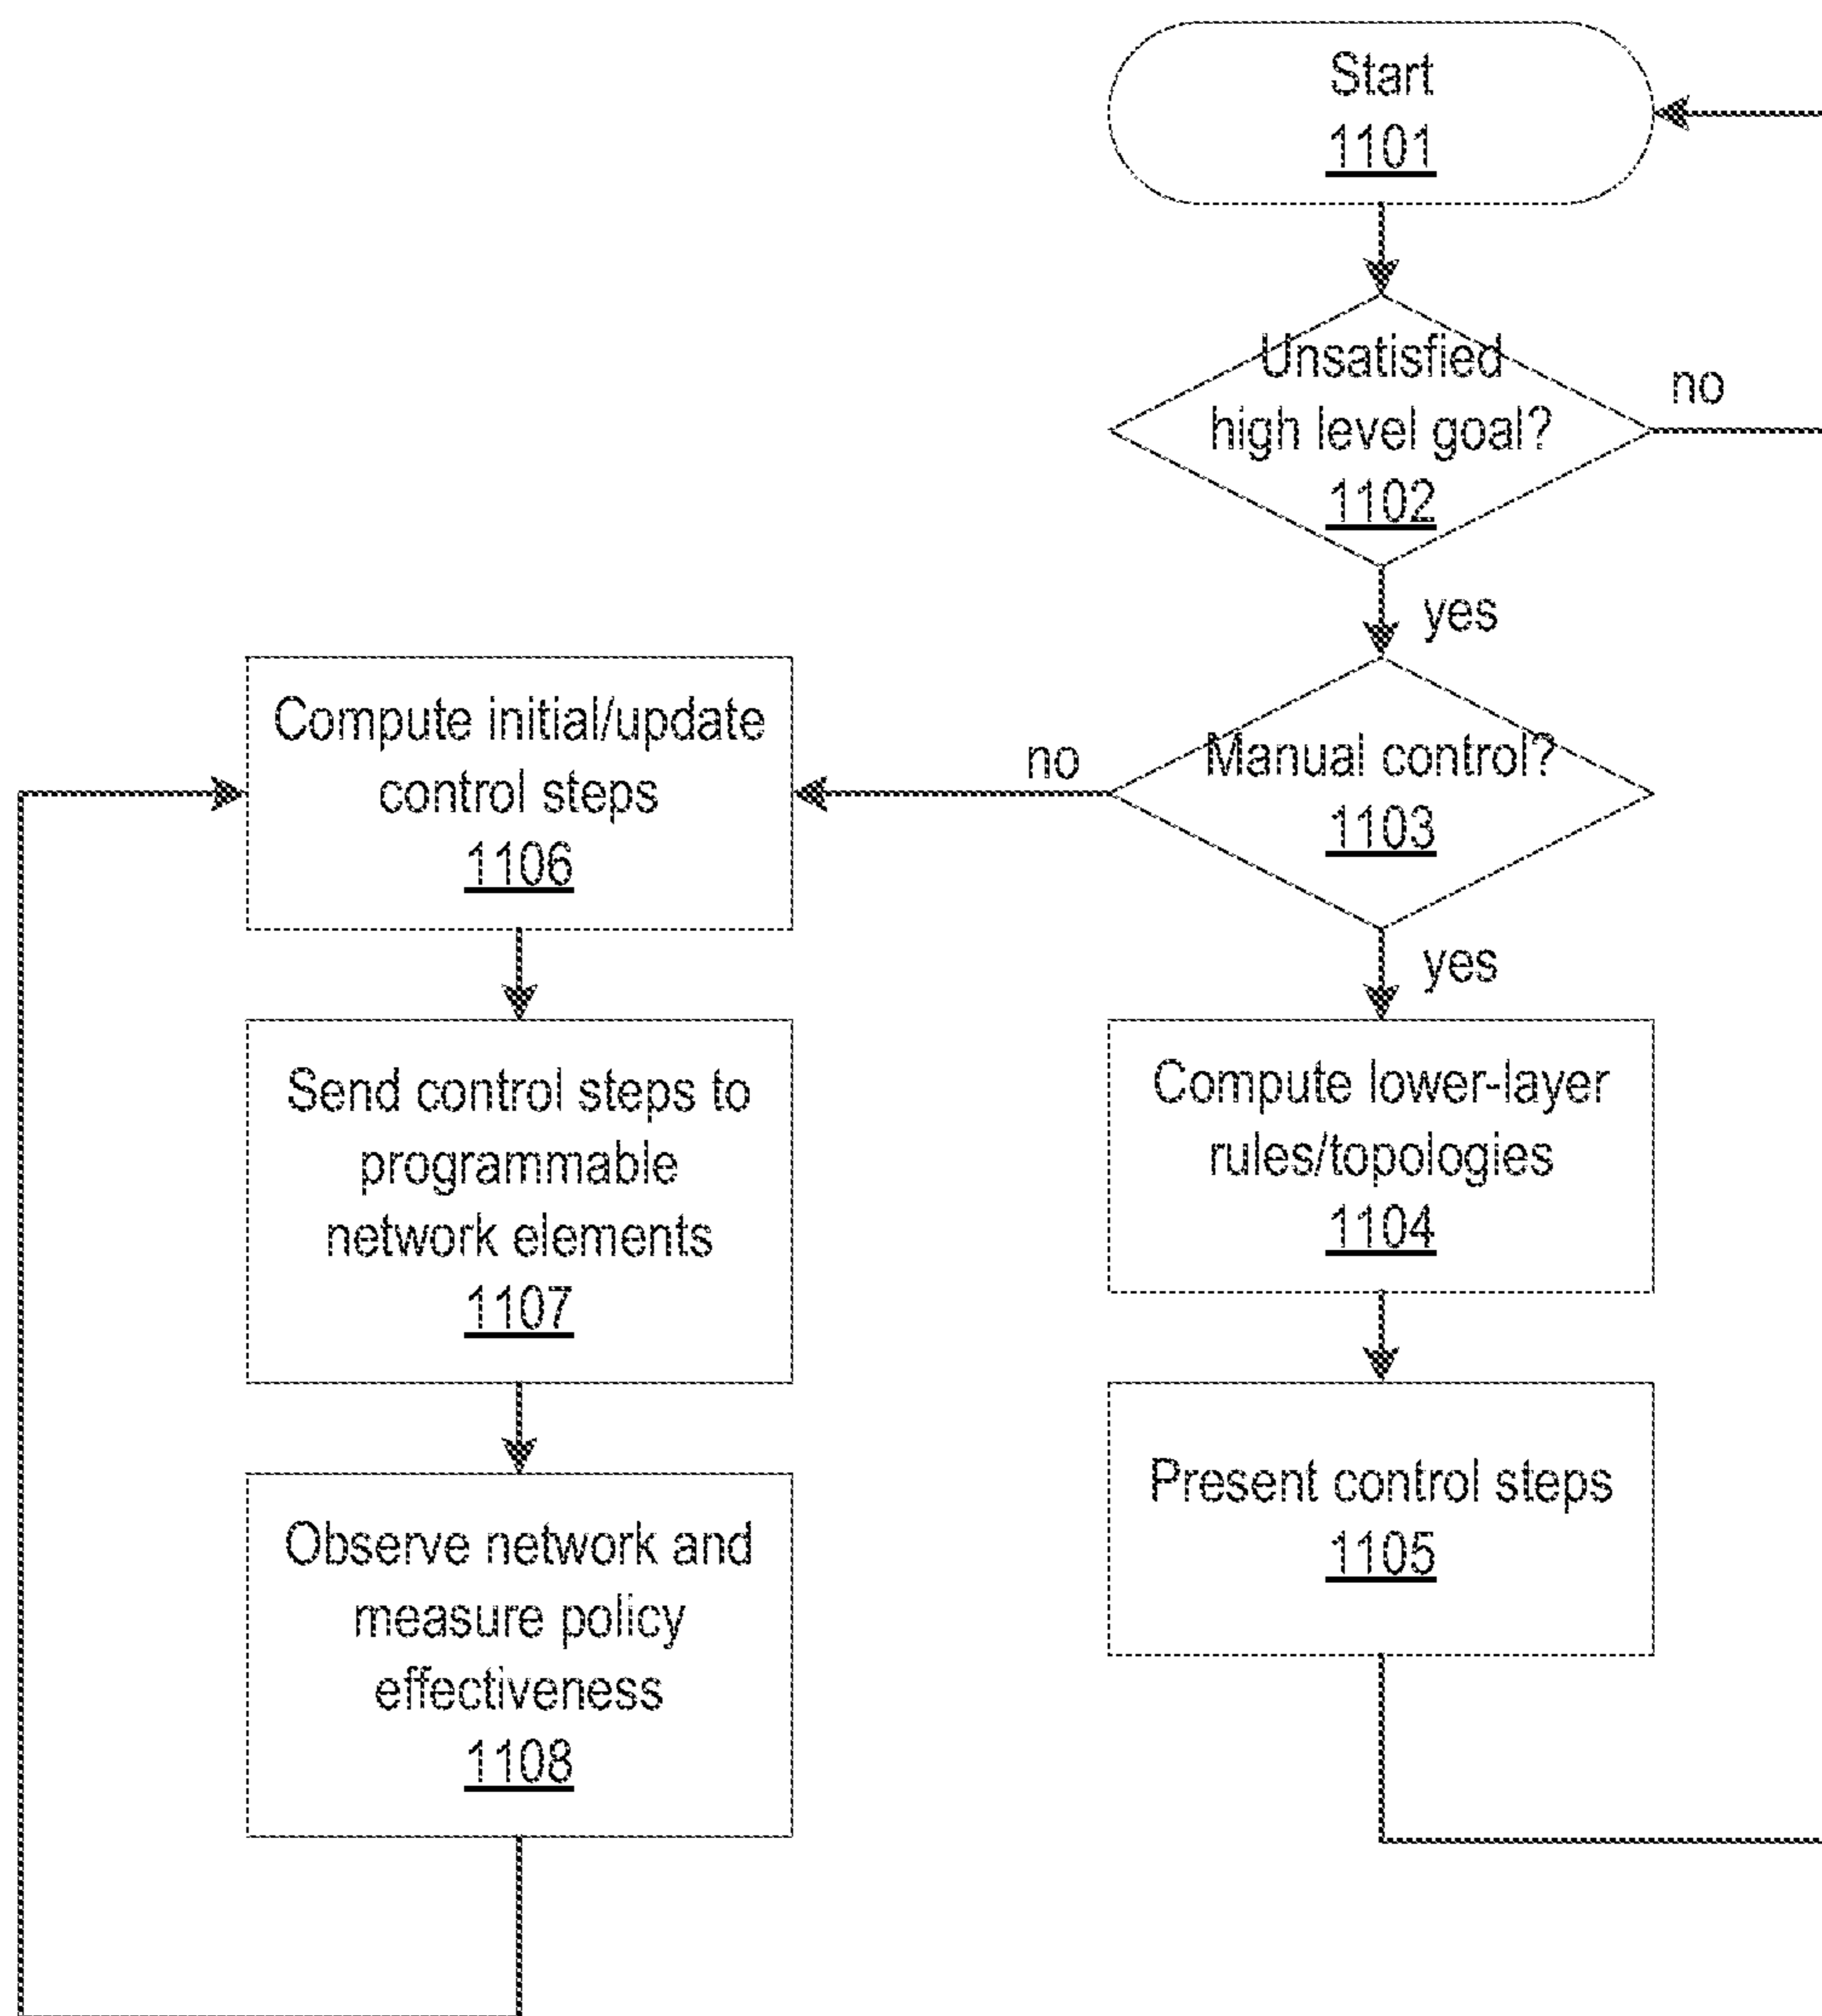 Start
1101
Unsatisfied
high level goal?
1102
no
yes
Manual control?
1103
no
yes
Compute lower-layer
rules/topologies
1104
Present control steps
1105
Compute initial/update
control steps
1106
Send control steps to
programmable
network elements
1107
Observe network and
measure policy
effectiveness
1108